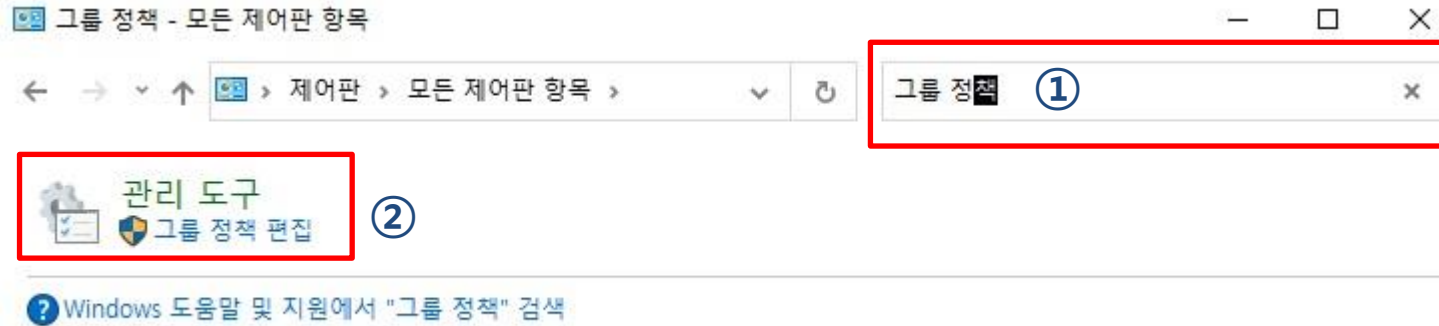 그룹 정책 - 모든 제어판 항목
제어판 › 모든 제어판 항목 ›
그룹 정책 ①
관리 도구
그룹 정책 편집 ②
Windows 도움말 및 지원에서 "그룹 정책" 검색